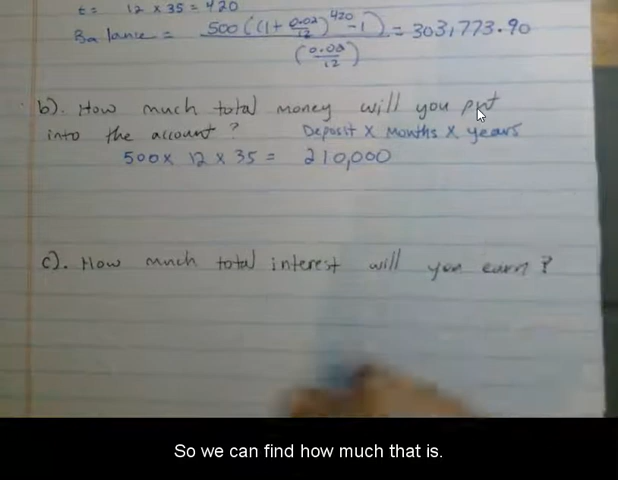 t = 12 x 35 = 420
Balance = 500((1 + 0.02/12)^420 - 1) / (0.02/12) = 303,773.90
b). How much total money will you put
into the account? Deposit x Months x years
500 x 12 x 35 = 210,000
c). How much total interest will you earn?
So we can find how much that is.